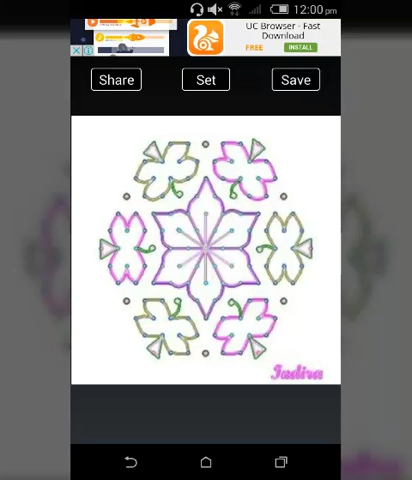 12:00 pm
UC Browser - Fast
Download
FREE INSTALL
Share Set Save
Indira